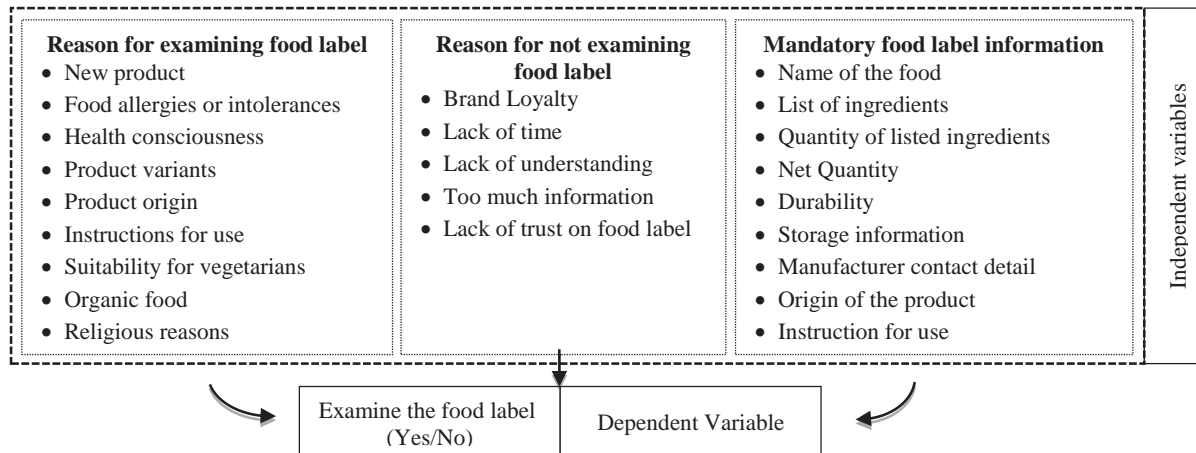 Reason for examining food label
• New product
• Food allergies or intolerances
• Health consciousness
• Product variants
• Product origin
• Instructions for use
• Suitability for vegetarians
• Organic food
• Religious reasons
Reason for not examining
food label
• Brand Loyalty
• Lack of time
• Lack of understanding
• Too much information
• Lack of trust on food label
Mandatory food label information
• Name of the food
• List of ingredients
• Quantity of listed ingredients
• Net Quantity
• Durability
• Storage information
• Manufacturer contact detail
• Origin of the product
• Instruction for use
Independent variables
Examine the food label
(Yes/No)
Dependent Variable